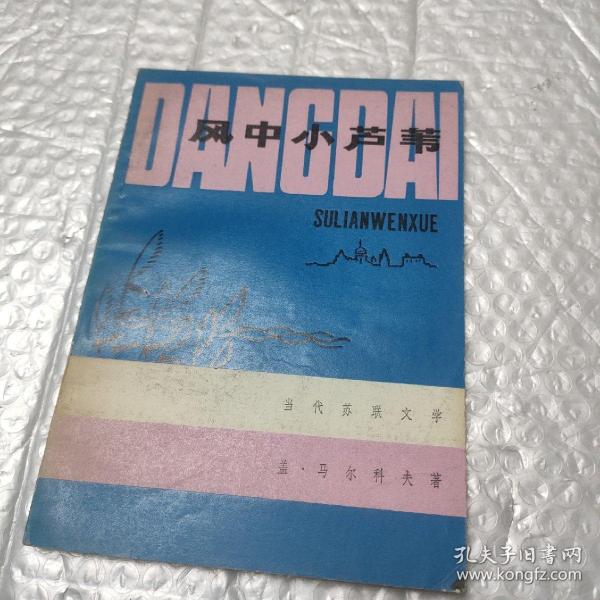 DANGDAI
风中小芦苇
SULIANWENXUE
当代苏联文学
盖·马尔科夫著
孔夫子旧书网
www.kongfz.com